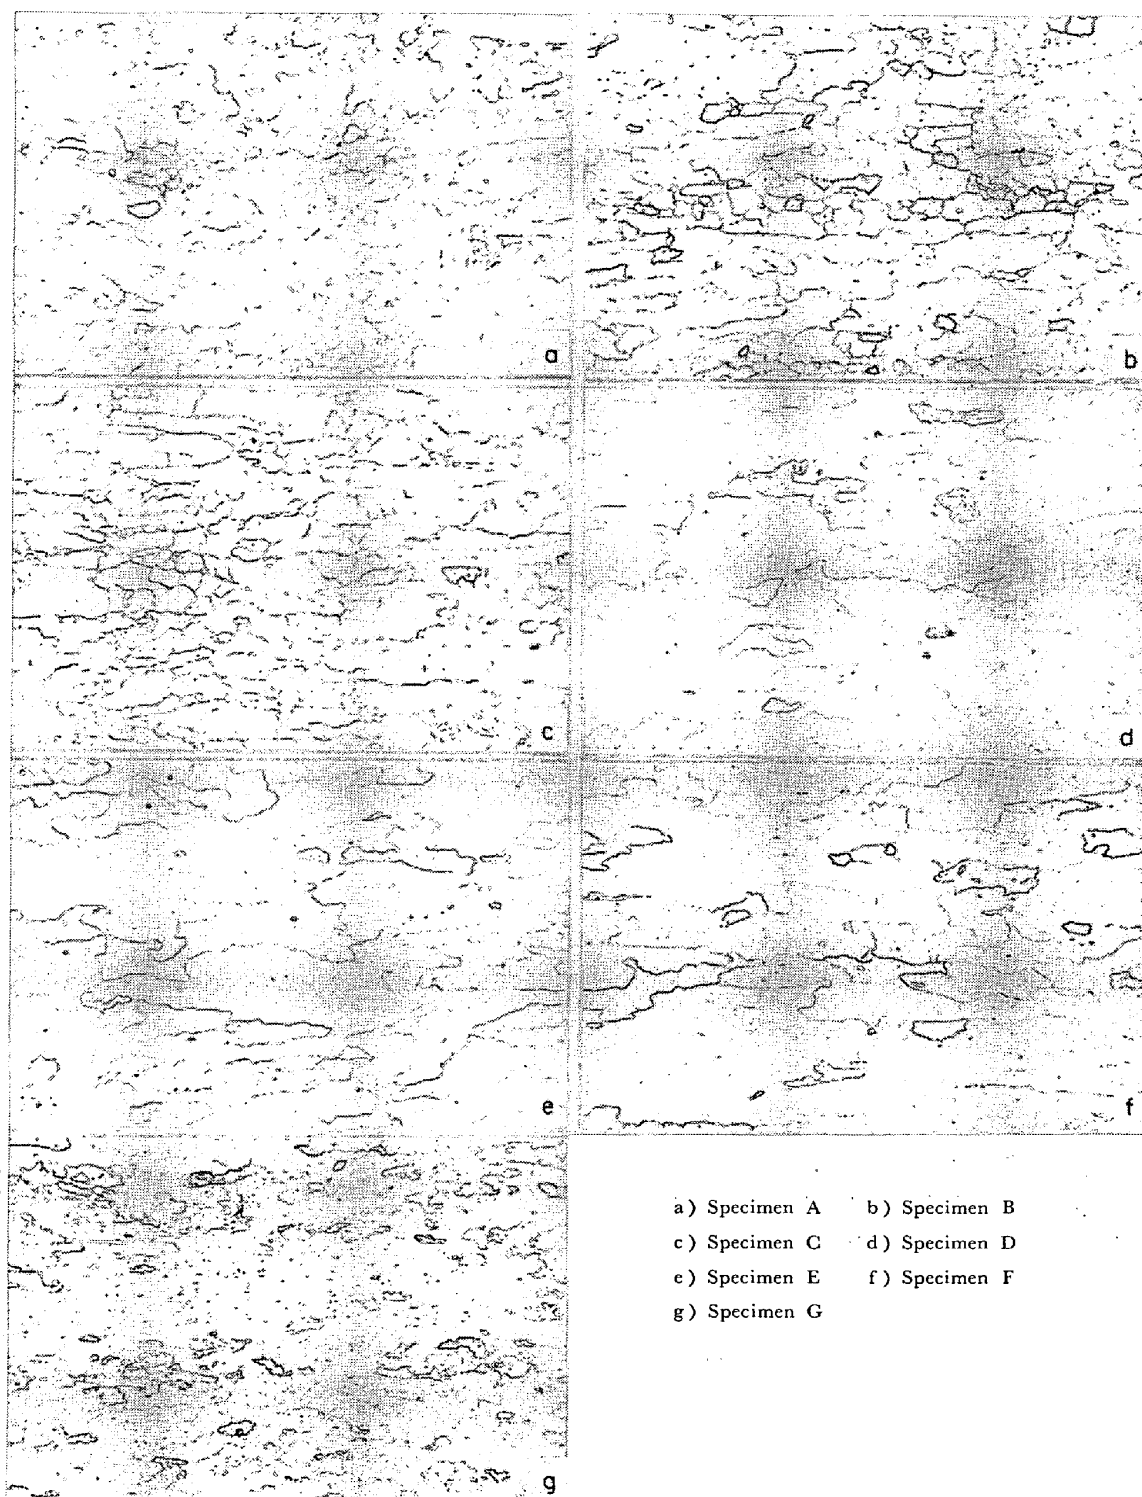 a
b
c
d
e
f
g
a) Specimen A b) Specimen B
c) Specimen C d) Specimen D
e) Specimen E f) Specimen F
g) Specimen G